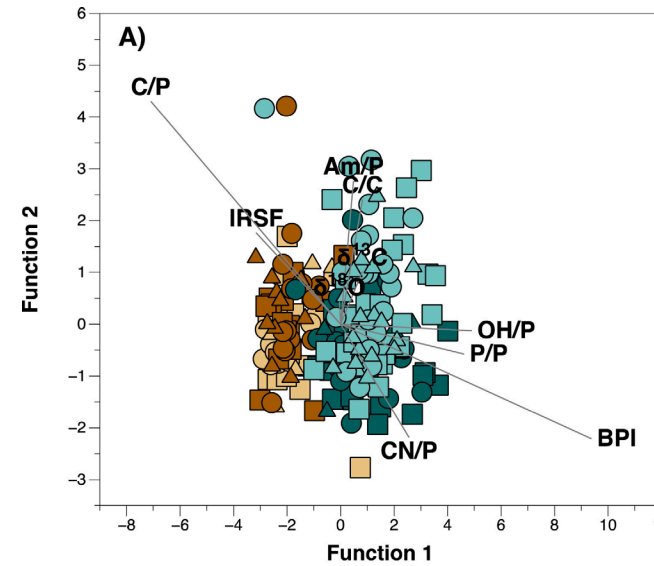 A)
6
5
4
3
2
1
0
−1
−2
−3
Function 2
C/P
Am/P
C/C
IRSF
δ¹³C
δ¹⁸O
OH/P
P/P
BPI
CN/P
−8 −6 −4 −2 0 2 4 6 8 10
Function 1